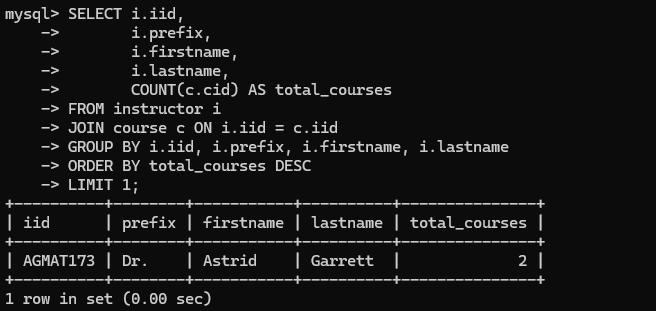 mysql> SELECT i.iid,
    ->        i.prefix,
    ->        i.firstname,
    ->        i.lastname,
    ->        COUNT(c.cid) AS total_courses
    -> FROM instructor i
    -> JOIN course c ON i.iid = c.iid
    -> GROUP BY i.iid, i.prefix, i.firstname, i.lastname
    -> ORDER BY total_courses DESC
    -> LIMIT 1;
+----------+--------+-----------+----------+---------------+
| iid      | prefix | firstname | lastname | total_courses |
+----------+--------+-----------+----------+---------------+
| AGMAT173 | Dr.    | Astrid    | Garrett  |             2 |
+----------+--------+-----------+----------+---------------+
1 row in set (0.00 sec)